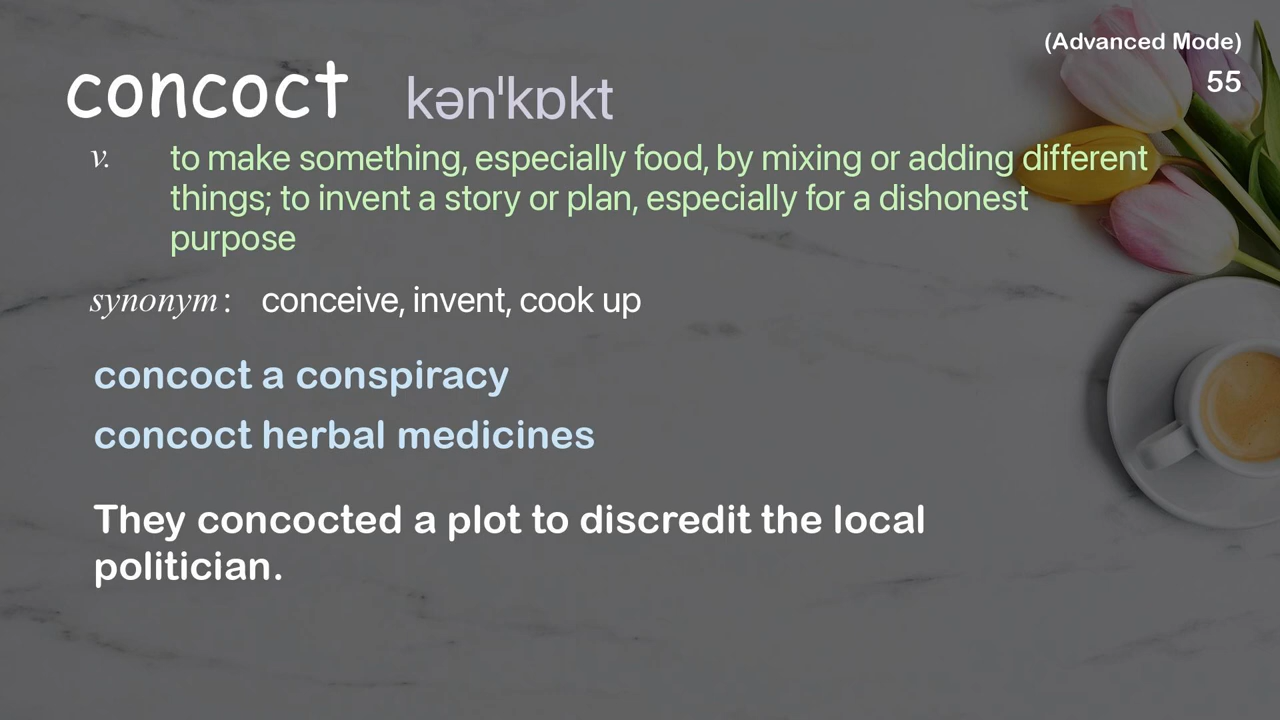 (Advanced Mode)
55
concoct kən'kɒkt
v. to make something, especially food, by mixing or adding different
things; to invent a story or plan, especially for a dishonest
purpose
synonym: conceive, invent, cook up
concoct a conspiracy
concoct herbal medicines
They concocted a plot to discredit the local
politician.